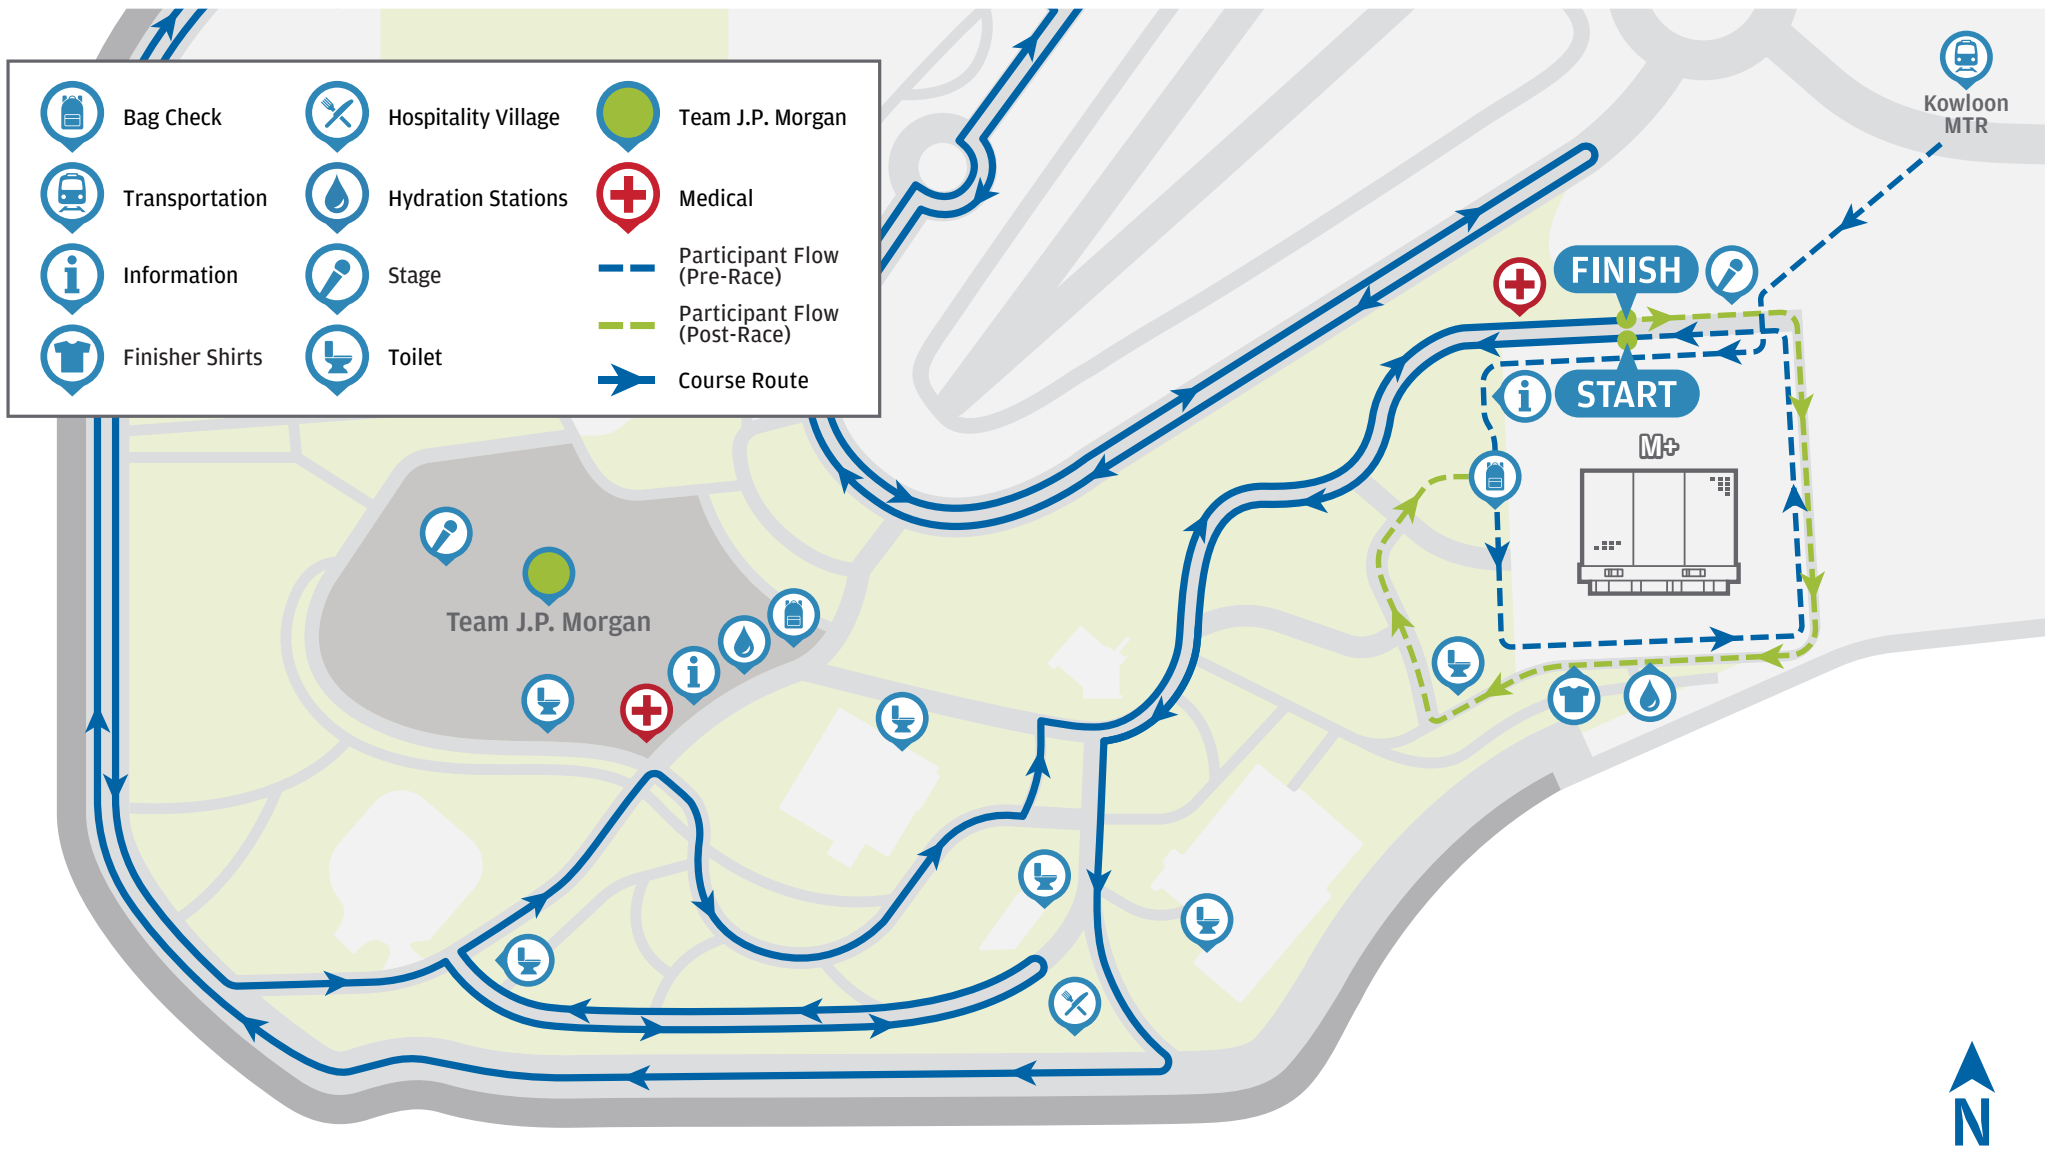 Bag Check
Hospitality Village
Team J.P. Morgan
Transportation
Hydration Stations
Medical
Information
Stage
Participant Flow
(Pre-Race)
Participant Flow
(Post-Race)
Finisher Shirts
Toilet
Course Route
Kowloon
MTR
FINISH
START
M+
Team J.P. Morgan
N